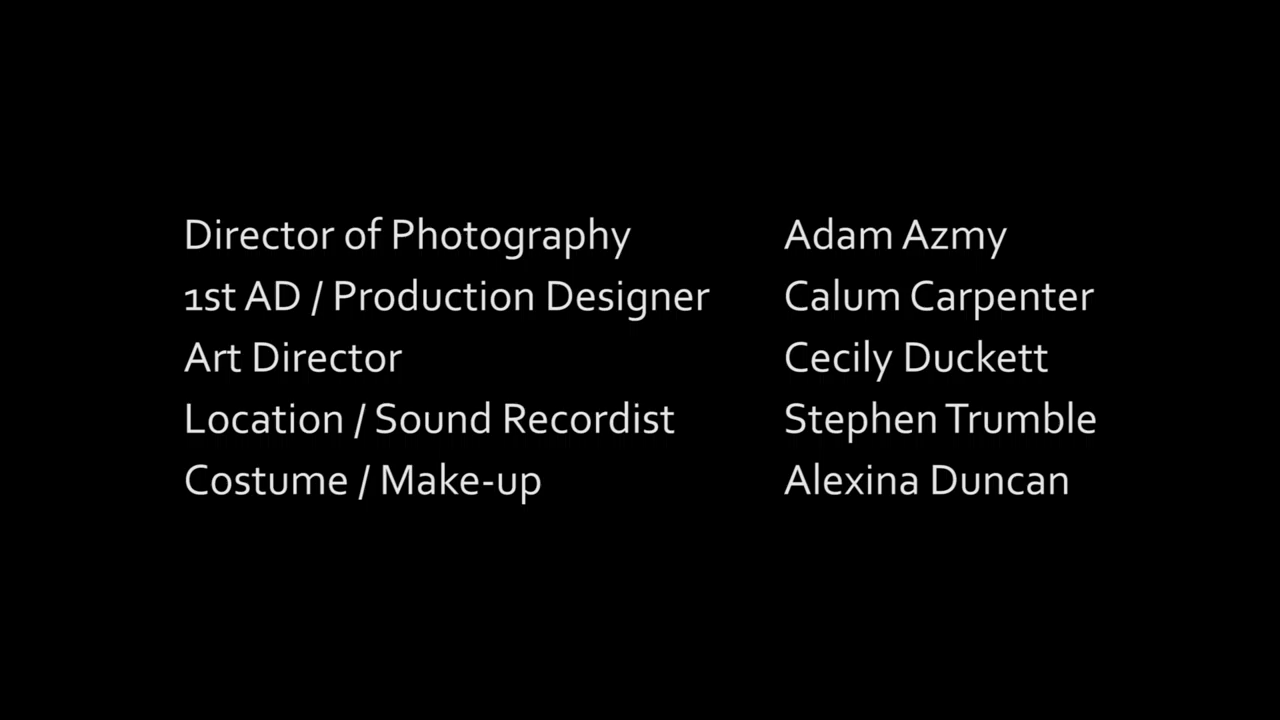 Director of Photography Adam Azmy
1st AD / Production Designer Calum Carpenter
Art Director Cecily Duckett
Location / Sound Recordist Stephen Trumble
Costume / Make-up Alexina Duncan